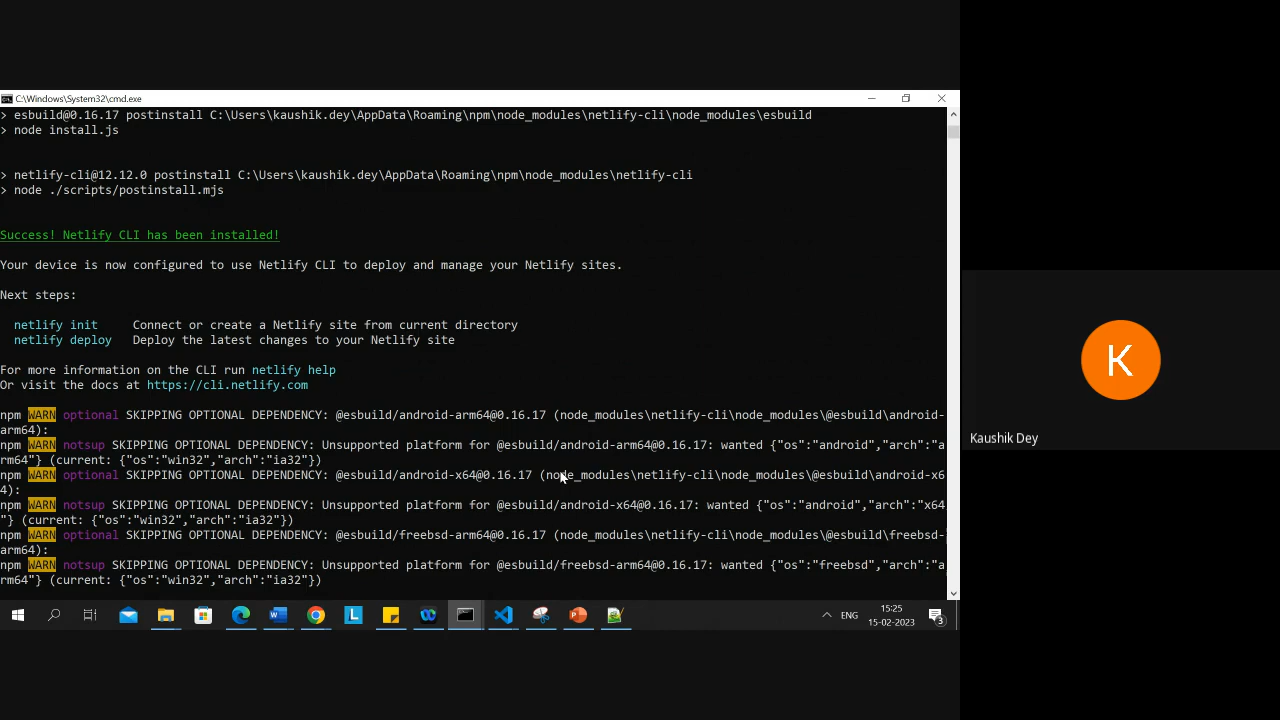 C:\Windows\System32\cmd.exe
> esbuild@0.16.17 postinstall C:\Users\kaushik.dey\AppData\Roaming\npm\node_modules\netlify-cli\node_modules\esbuild
> node install.js
> netlify-cli@12.12.0 postinstall C:\Users\kaushik.dey\AppData\Roaming\npm\node_modules\netlify-cli
> node ./scripts/postinstall.mjs
Success! Netlify CLI has been installed!
Your device is now configured to use Netlify CLI to deploy and manage your Netlify sites.
Next steps:
netlify init Connect or create a Netlify site from current directory
netlify deploy Deploy the latest changes to your Netlify site
For more information on the CLI run netlify help
Or visit the docs at https://cli.netlify.com
npm WARN optional SKIPPING OPTIONAL DEPENDENCY: @esbuild/android-arm64@0.16.17 (node_modules\netlify-cli\node_modules\@esbuild\android-
arm64):
npm WARN notsup SKIPPING OPTIONAL DEPENDENCY: Unsupported platform for @esbuild/android-arm64@0.16.17: wanted {"os":"android","arch":"a
rm64"} (current: {"os":"win32","arch":"ia32"})
npm WARN optional SKIPPING OPTIONAL DEPENDENCY: @esbuild/android-x64@0.16.17 (node_modules\netlify-cli\node_modules\@esbuild\android-x6
4):
npm WARN notsup SKIPPING OPTIONAL DEPENDENCY: Unsupported platform for @esbuild/android-x64@0.16.17: wanted {"os":"android","arch":"x64
"} (current: {"os":"win32","arch":"ia32"})
npm WARN optional SKIPPING OPTIONAL DEPENDENCY: @esbuild/freebsd-arm64@0.16.17 (node_modules\netlify-cli\node_modules\@esbuild\freebsd-
arm64):
npm WARN notsup SKIPPING OPTIONAL DEPENDENCY: Unsupported platform for @esbuild/freebsd-arm64@0.16.17: wanted {"os":"freebsd","arch":"a
rm64"} (current: {"os":"win32","arch":"ia32"})
ENG
15:25
15-02-2023
3
K
Kaushik Dey